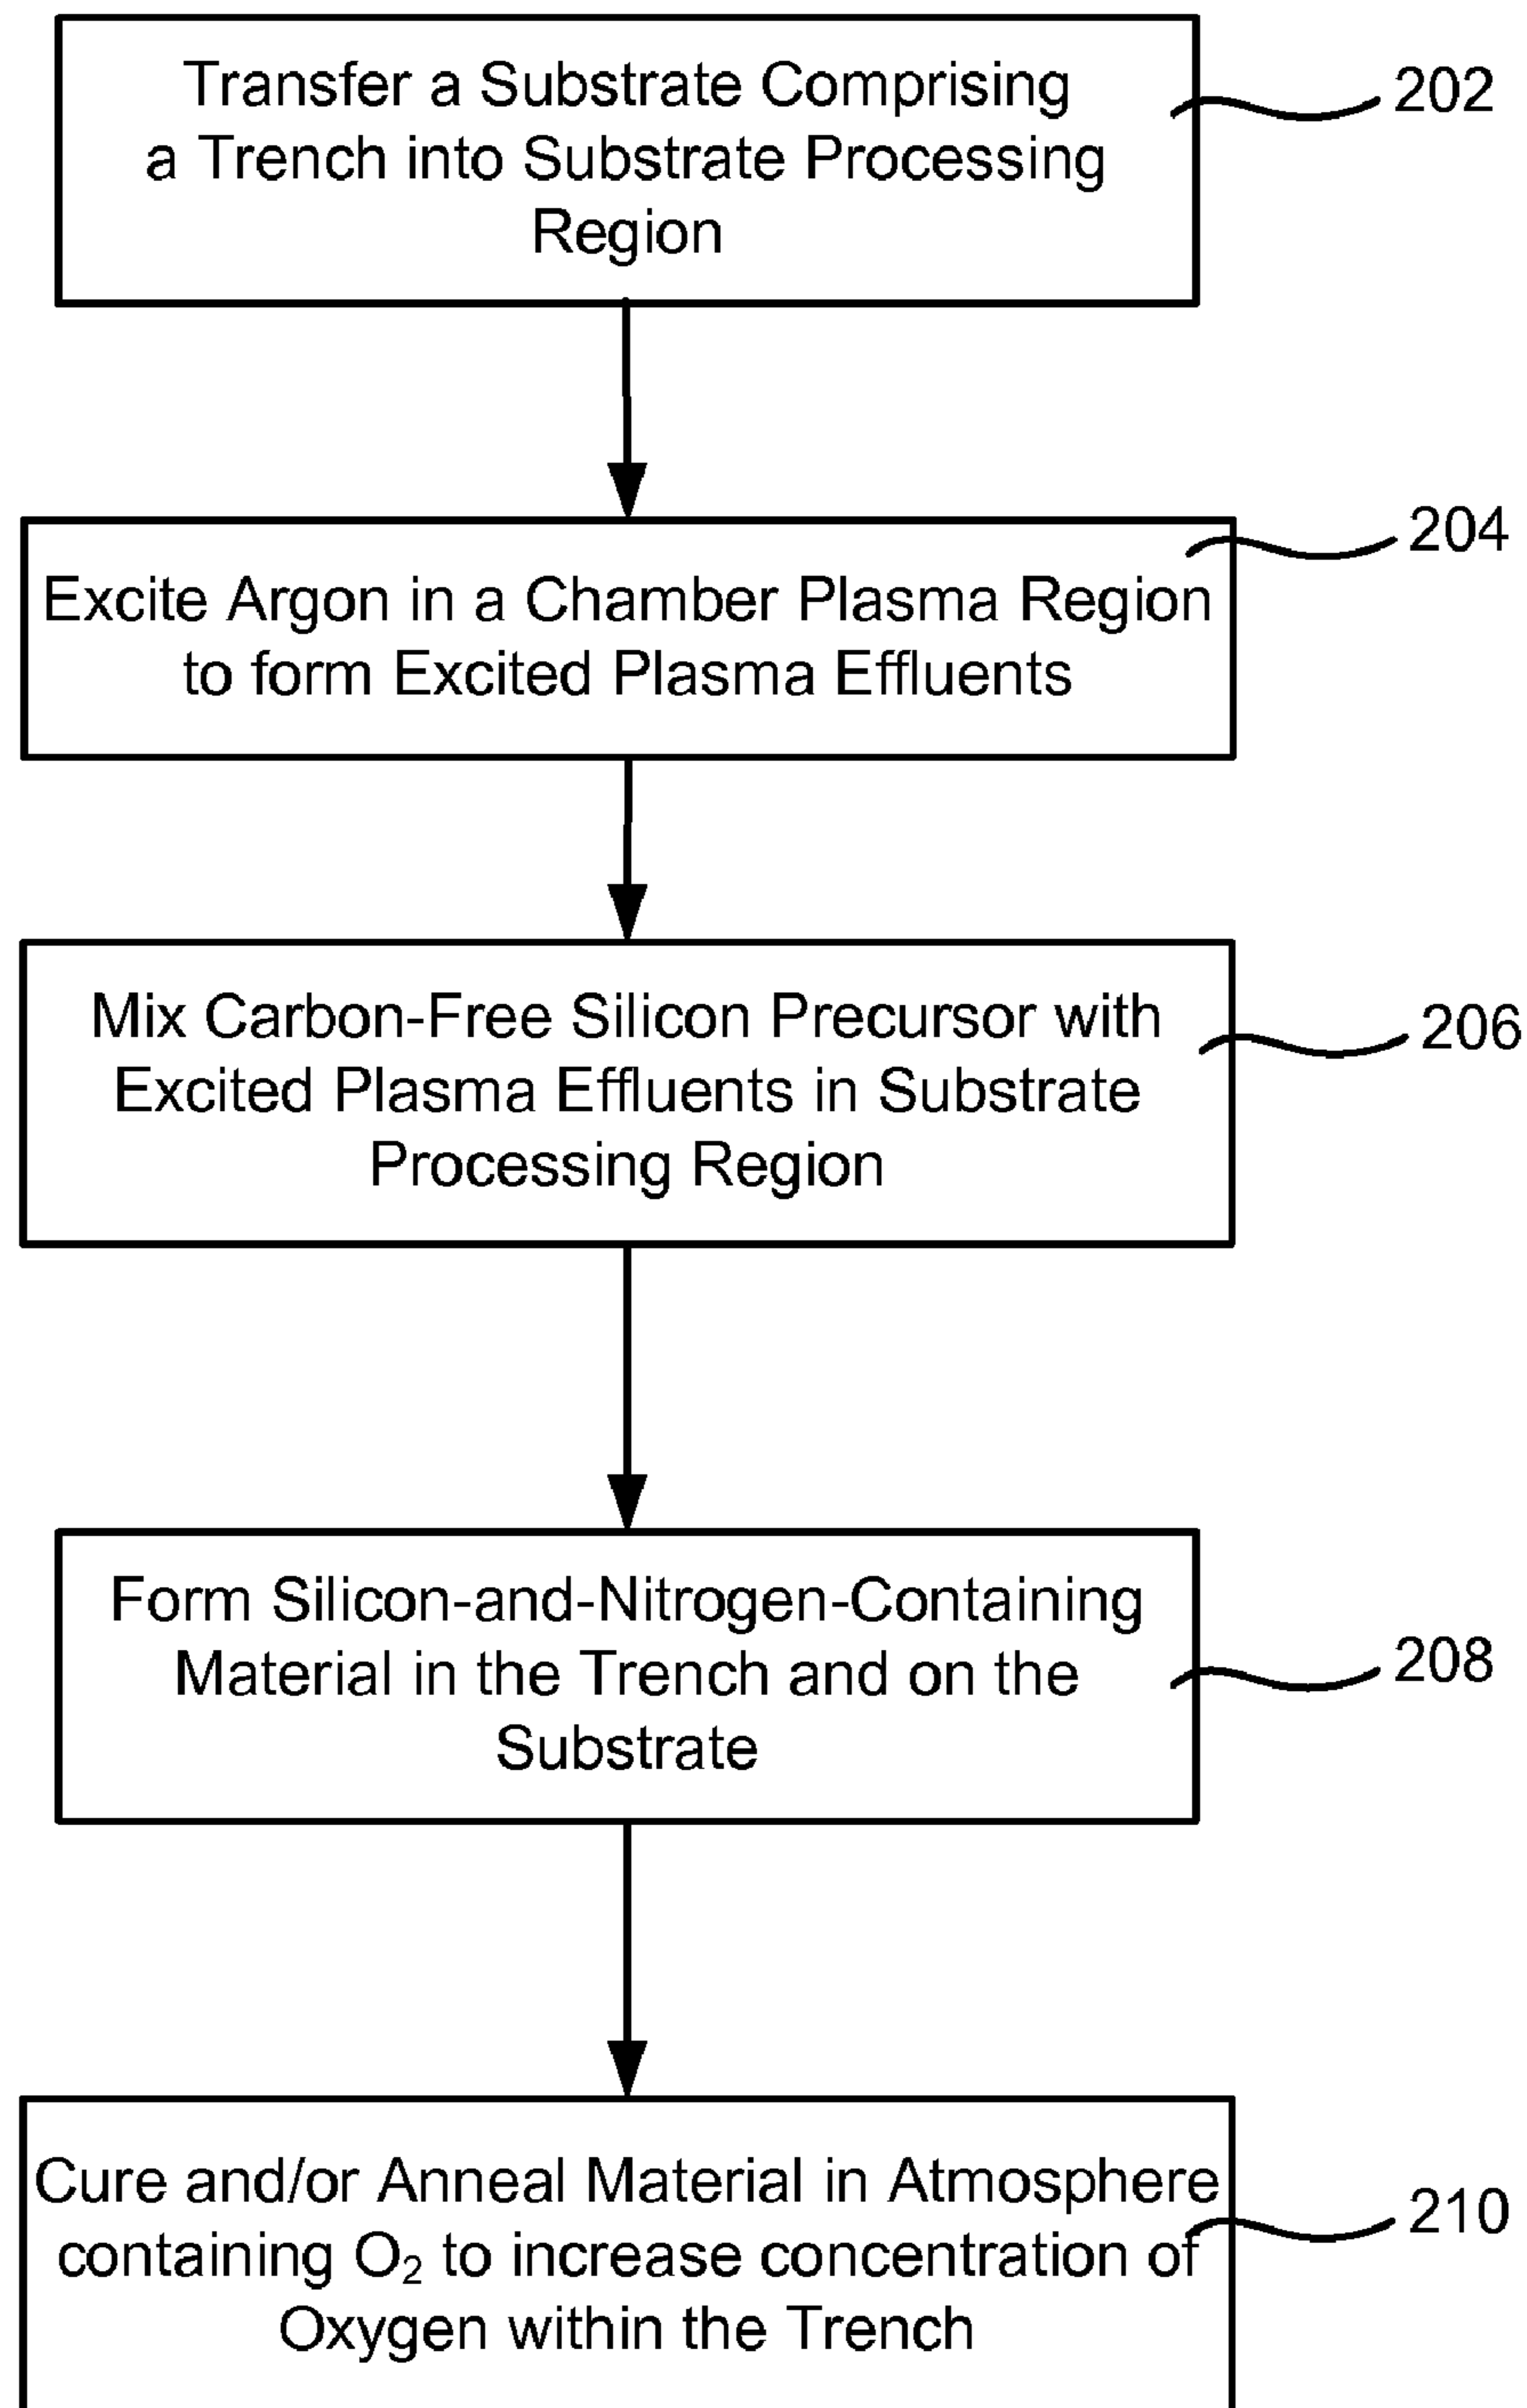 Transfer a Substrate Comprising
a Trench into Substrate Processing
Region
202
Excite Argon in a Chamber Plasma Region
to form Excited Plasma Effluents
204
Mix Carbon-Free Silicon Precursor with
Excited Plasma Effluents in Substrate
Processing Region
206
Form Silicon-and-Nitrogen-Containing
Material in the Trench and on the
Substrate
208
Cure and/or Anneal Material in Atmosphere
containing O₂ to increase concentration of
Oxygen within the Trench
210